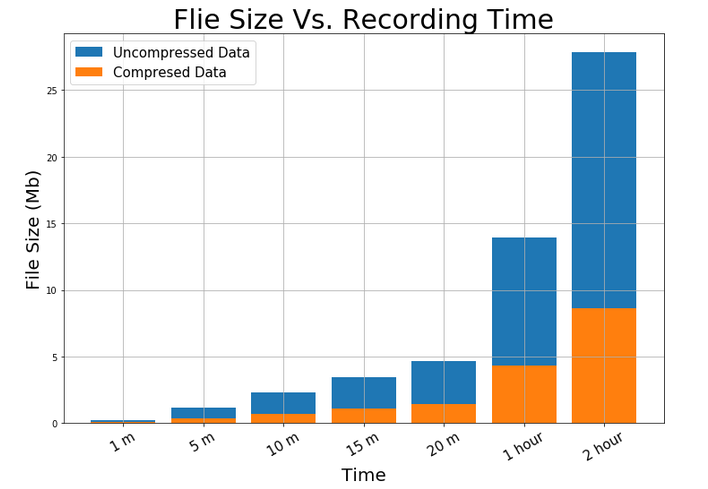 Flie Size Vs. Recording Time
Uncompressed Data
Compresed Data
File Size (Mb)
25
20
15
10
5
0
1 m
5 m
10 m
15 m
20 m
1 hour
2 hour
Time